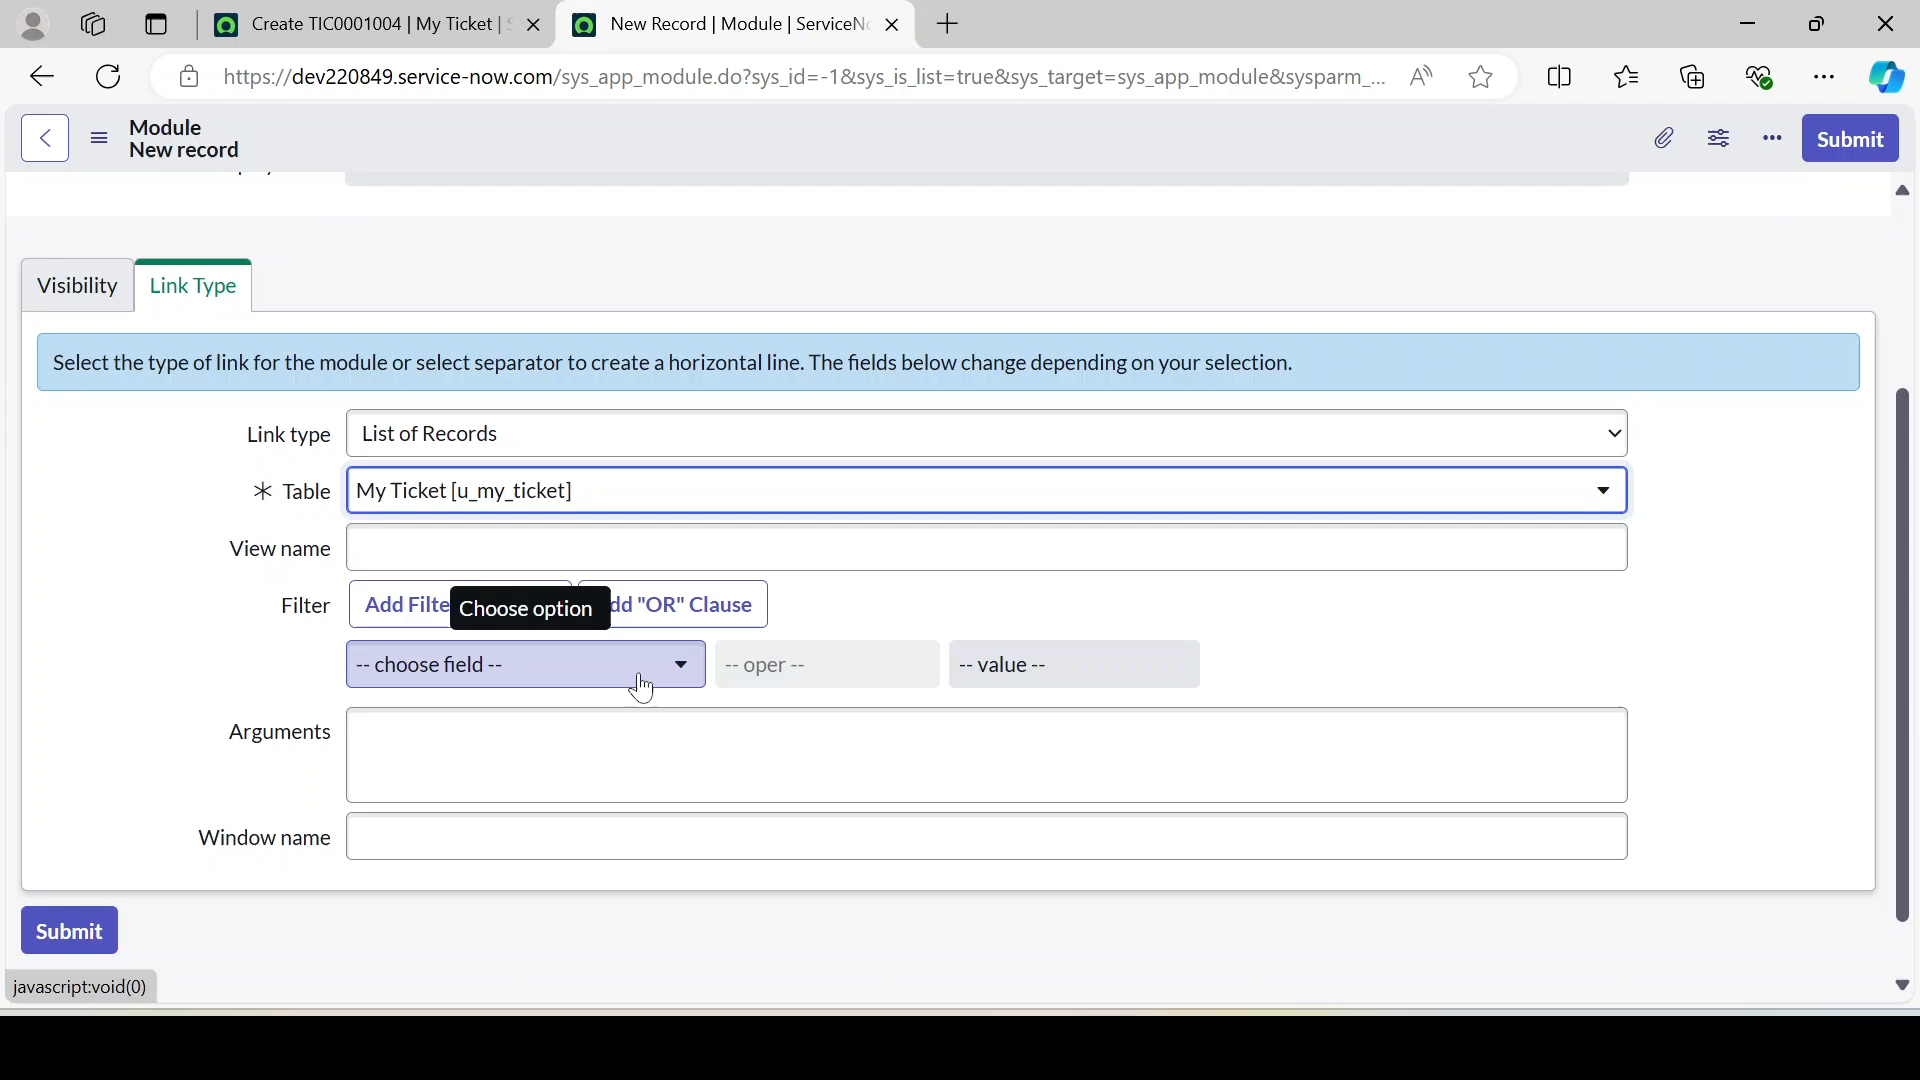 Create TIC0001004 | My Ticket |
New Record | Module | ServiceNo
https://dev220849.service-now.com/sys_app_module.do?sys_id=-1&sys_is_list=true&sys_target=sys_app_module&sysparm_...
Module
New record
Submit
Visibility
Link Type
Select the type of link for the module or select separator to create a horizontal line. The fields below change depending on your selection.
Link type
List of Records
* Table
My Ticket [u_my_ticket]
View name
Filter
Add Filte
Choose option
dd "OR" Clause
-- choose field --
-- oper --
-- value --
Arguments
Window name
Submit
javascript:void(0)